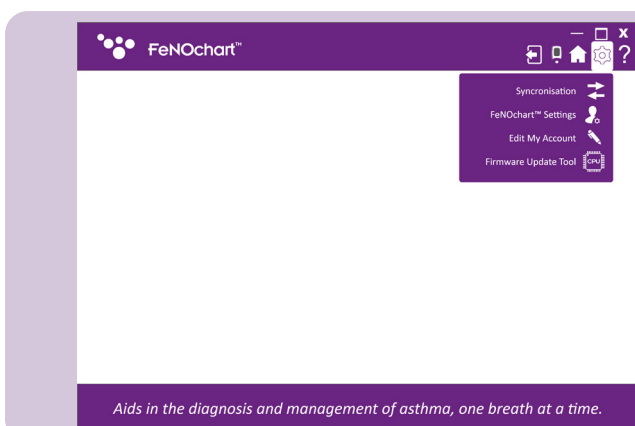 FeNOchart™
X
?
Syncronisation
FeNOchart™ Settings
Edit My Account
Firmware Update Tool
CPU
Aids in the diagnosis and management of asthma, one breath at a time.